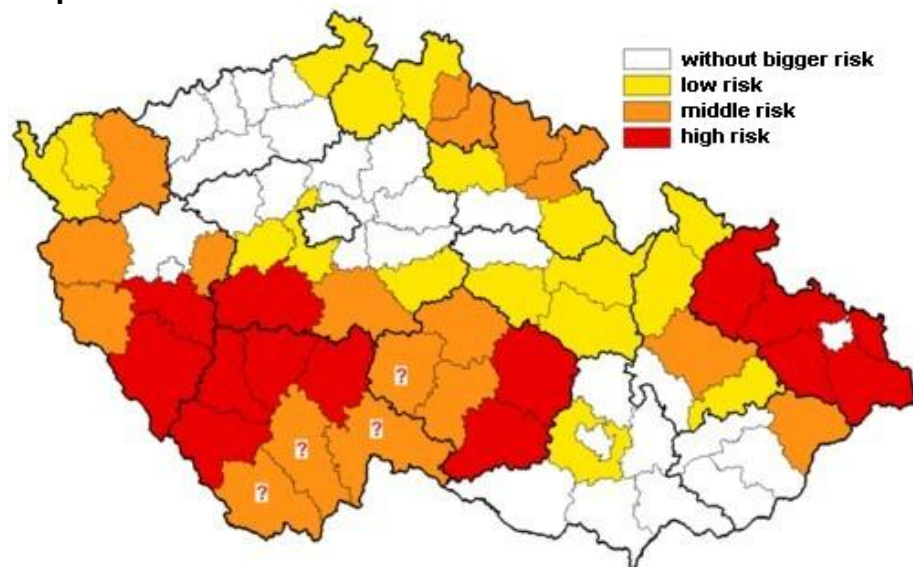 without bigger risk
low risk
middle risk
high risk
?
?
?
?